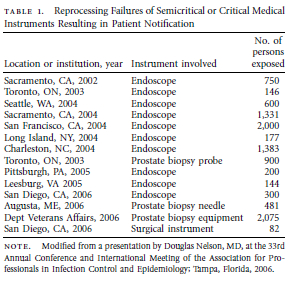 TABLE 1. Reprocessing Failures of Semicritical or Critical Medical
Instruments Resulting in Patient Notification
No. of
persons
Location or institution, year Instrument involved exposed
Sacramento, CA, 2002 Endoscope 750
Toronto, ON, 2003 Endoscope 146
Seattle, WA, 2004 Endoscope 600
Sacramento, CA, 2004 Endoscope 1,331
San Francisco, CA, 2004 Endoscope 2,000
Long Island, NY, 2004 Endoscope 177
Charleston, NC, 2004 Endoscope 1,383
Toronto, ON, 2003 Prostate biopsy probe 900
Pittsburgh, PA, 2005 Endoscope 200
Leesburg, VA 2005 Endoscope 144
San Diego, CA, 2006 Endoscope 300
Augusta, ME, 2006 Prostate biopsy needle 481
Dept Veterans Affairs, 2006 Prostate biopsy equipment 2,075
San Diego, CA, 2006 Surgical instrument 82
NOTE. Modified from a presentation by Douglas Nelson, MD, at the 33rd
Annual Conference and International Meeting of the Association for Pro-
fessionals in Infection Control and Epidemiology; Tampa, Florida, 2006.